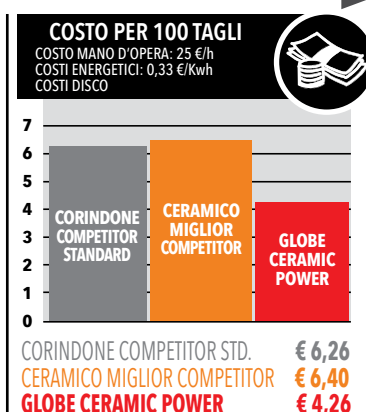 COSTO PER 100 TAGLI
COSTO MANO D'OPERA: 25 €/h
COSTI ENERGETICI: 0,33 €/Kwh
COSTI DISCO
7
6
5
4
3
2
1
0
CORINDONE
COMPETITOR
STANDARD
CERAMICO
MIGLIOR
COMPETITOR
GLOBE
CERAMIC
POWER
CORINDONE COMPETITOR STD. € 6,26
CERAMICO MIGLIOR COMPETITOR € 6,40
GLOBE CERAMIC POWER € 4,26